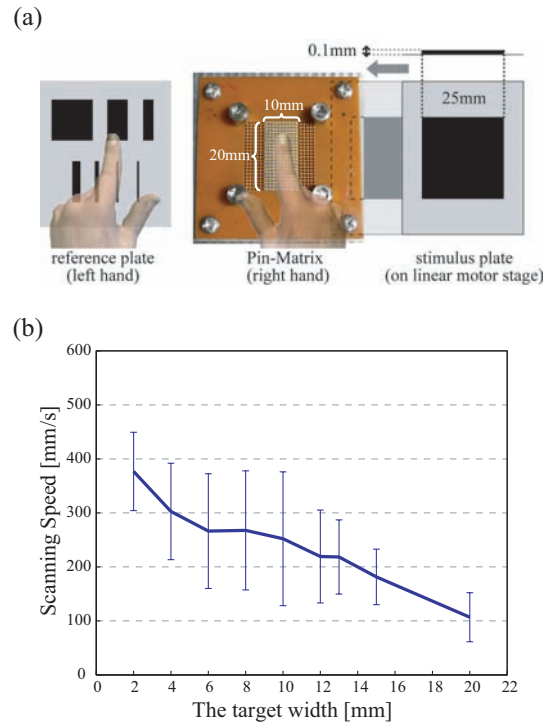 (a)
0.1mm
10mm
20mm
25mm
reference plate
(left hand)
Pin-Matrix
(right hand)
stimulus plate
(on linear motor stage)
(b)
Scanning Speed [mm/s]
600
500
400
300
200
100
0
0 2 4 6 8 10 12 14 16 18 20 22
The target width [mm]